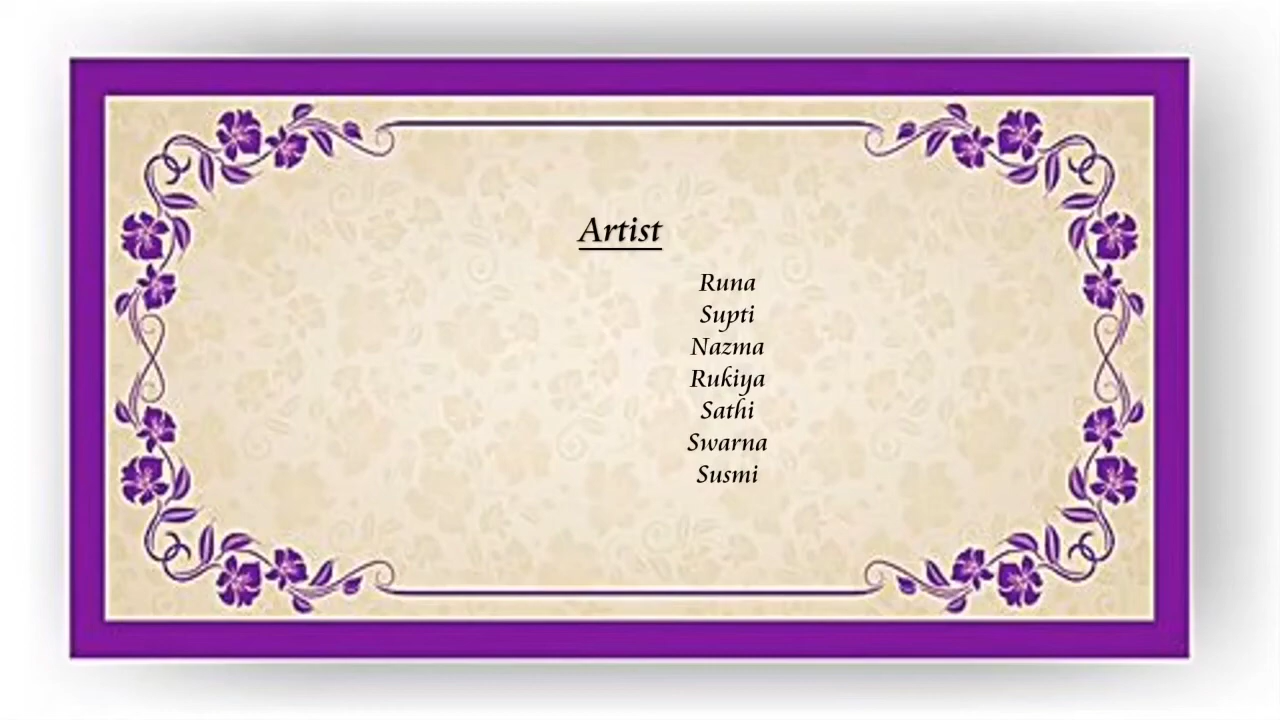 Artist
Runa
Supti
Nazma
Rukiya
Sathi
Swarna
Susmi